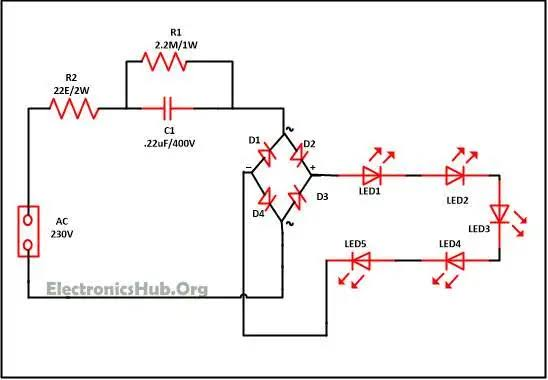 R1
2.2M/1W
R2
22E/2W
C1
.22uF/400V
~
D1
D2
–
+
D4
D3
~
LED1
LED2
LED3
AC
230V
LED5
LED4
ElectronicsHub.Org